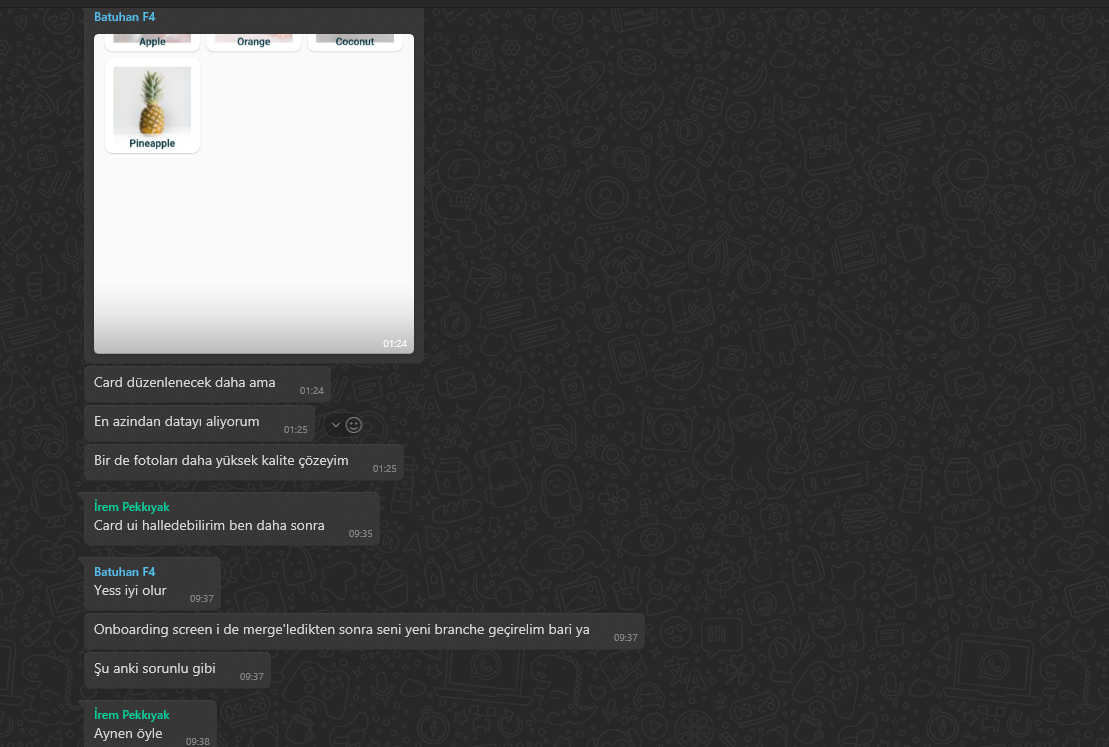 Batuhan F4
Apple Orange Coconut
Pineapple
01:24
Card düzenlenecek daha ama 01:24
En azindan datayı aliyorum 01:25
Bir de fotoları daha yüksek kalite çözeyim 01:25
İrem Pekkıyak
Card ui halledebilirim ben daha sonra 09:35
Batuhan F4
Yess iyi olur 09:37
Onboarding screen i de merge'ledikten sonra seni yeni branche geçirelim bari ya 09:37
Şu anki sorunlu gibi 09:37
İrem Pekkıyak
Aynen öyle 09:38